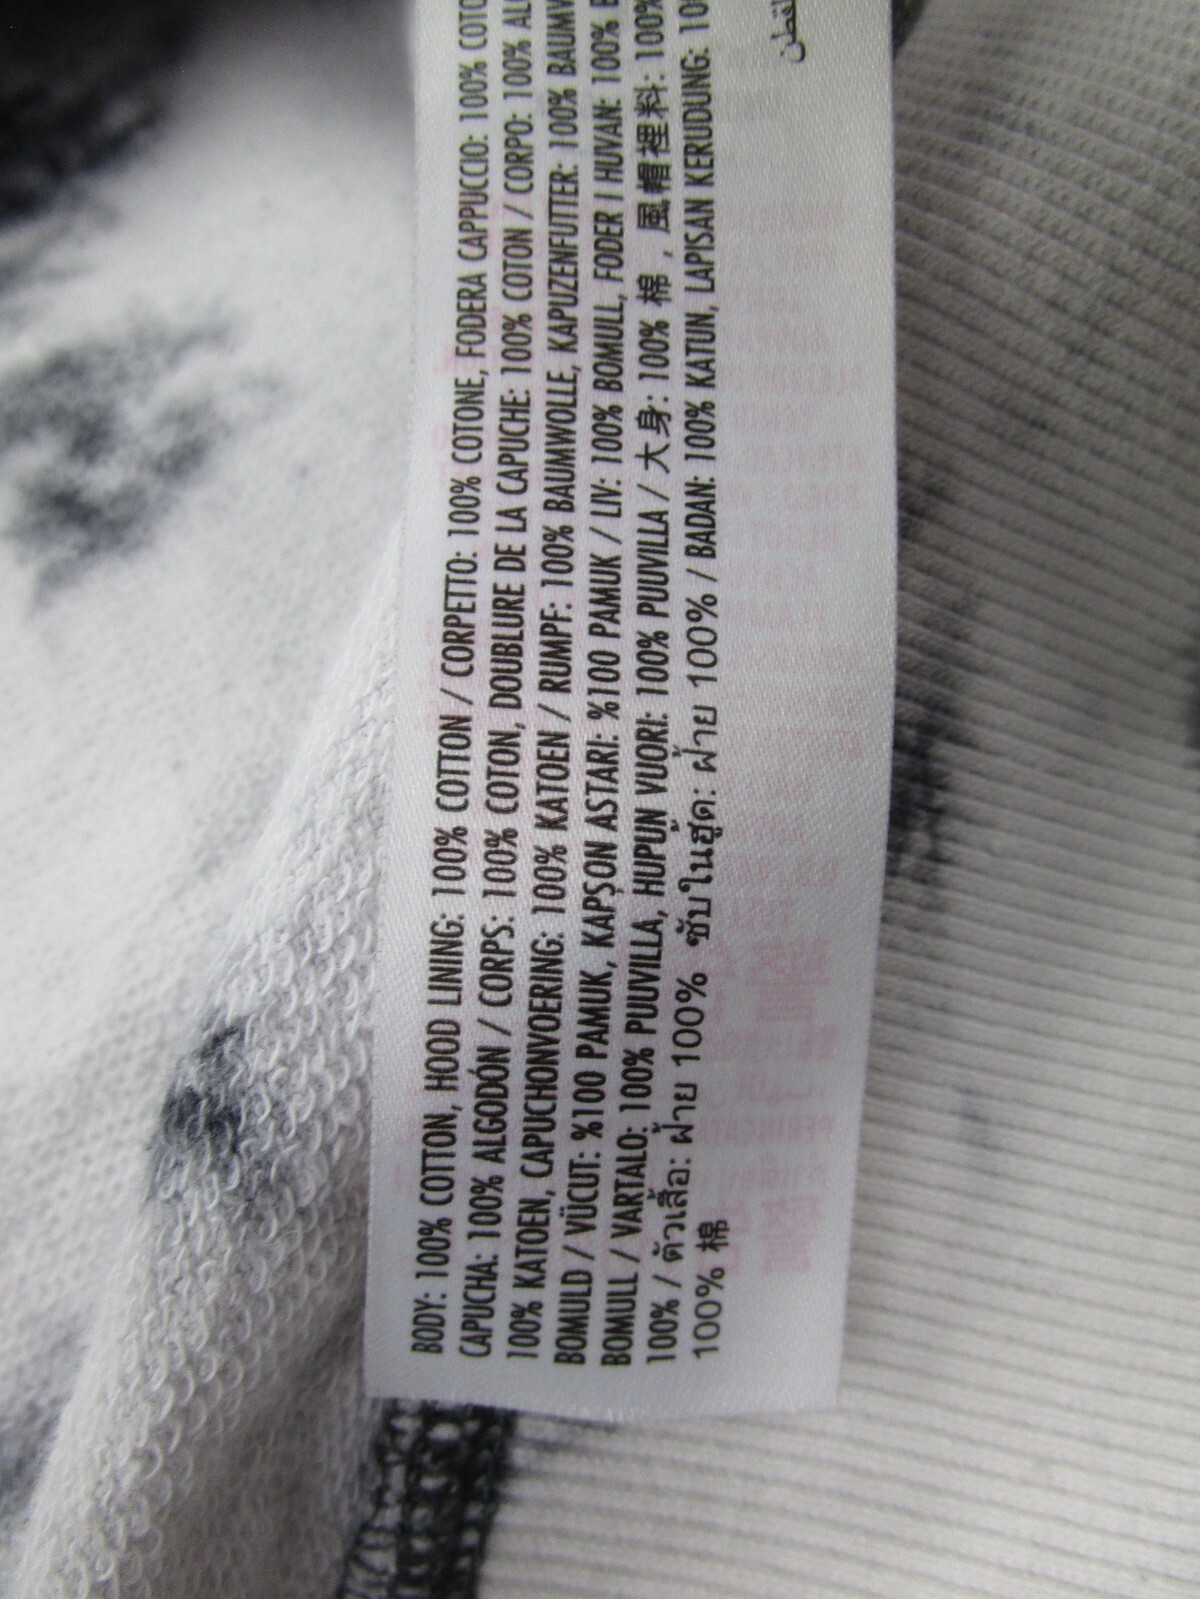 BODY: 100% COTTON, HOOD LINING: 100% COTTON / CORPETTO: 100% COTONE, FODERA CAPPUCCIO: 100%
CAPUCHA: 100% ALGODÓN / CORPS: 100% COTON, DOUBLURE DE LA CAPUCHE: 100% COTON / CORPO: 100%
100% KATOEN, CAPUCHONVOERING: 100% KATOEN / RUMPF: 100% BAUMWOLLE, KAPUZENFUTTER: 100%
BOMULD / VÜCUT: %100 PAMUK, KAPŞON ASTARI: %100 PAMUK / LIV: 100% BOMULL, FODER I HUVAN: 100%
BOMULL / VARTALO: 100% PUUVILLA, HUPUN VUORI: 100% PUUVILLA / 大身: 100% 棉 , 風帽裡料: 100%
100% / ตัวเสื้อ: ฝ้าย 100% ซับในฮู้ด: ฝ้าย 100% / BADAN: 100% KATUN, LAPISAN KERUDUNG:
100% 棉